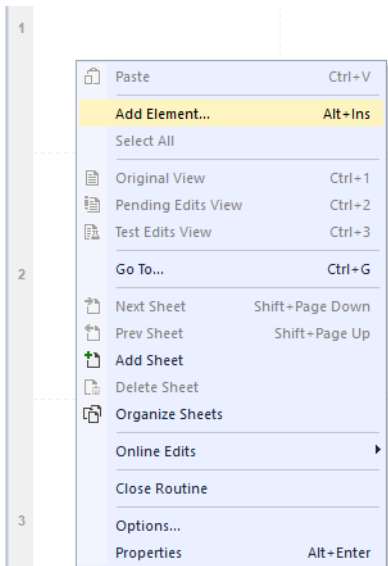 1
Paste Ctrl+V
Add Element... Alt+Ins
Select All
Original View Ctrl+1
Pending Edits View Ctrl+2
Test Edits View Ctrl+3
2
Go To... Ctrl+G
Next Sheet Shift+Page Down
Prev Sheet Shift+Page Up
Add Sheet
Delete Sheet
Organize Sheets
Online Edits
Close Routine
3
Options...
Properties Alt+Enter